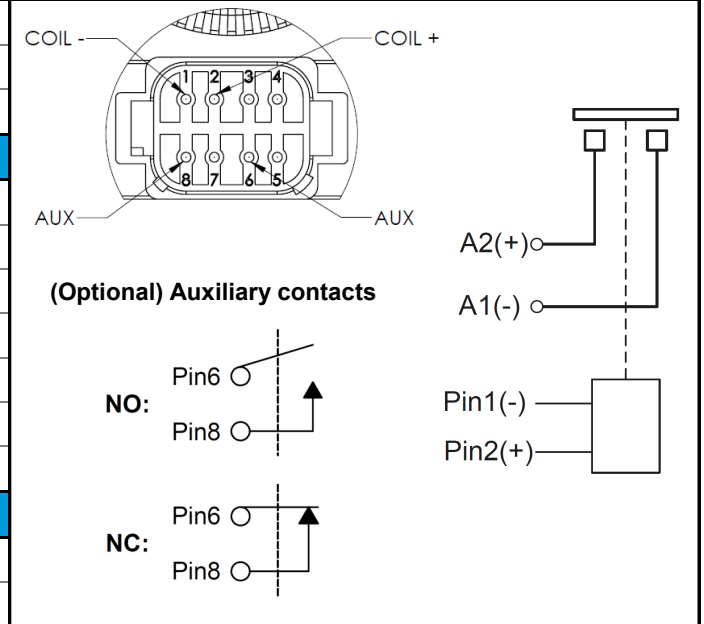 COIL -
COIL +
1 2 3 4
8 7 6 5
AUX
AUX
A2(+)
A1(-)
(Optional) Auxiliary contacts
Pin6
NO:
Pin8
Pin1(-)
Pin2(+)
Pin6
NC:
Pin8